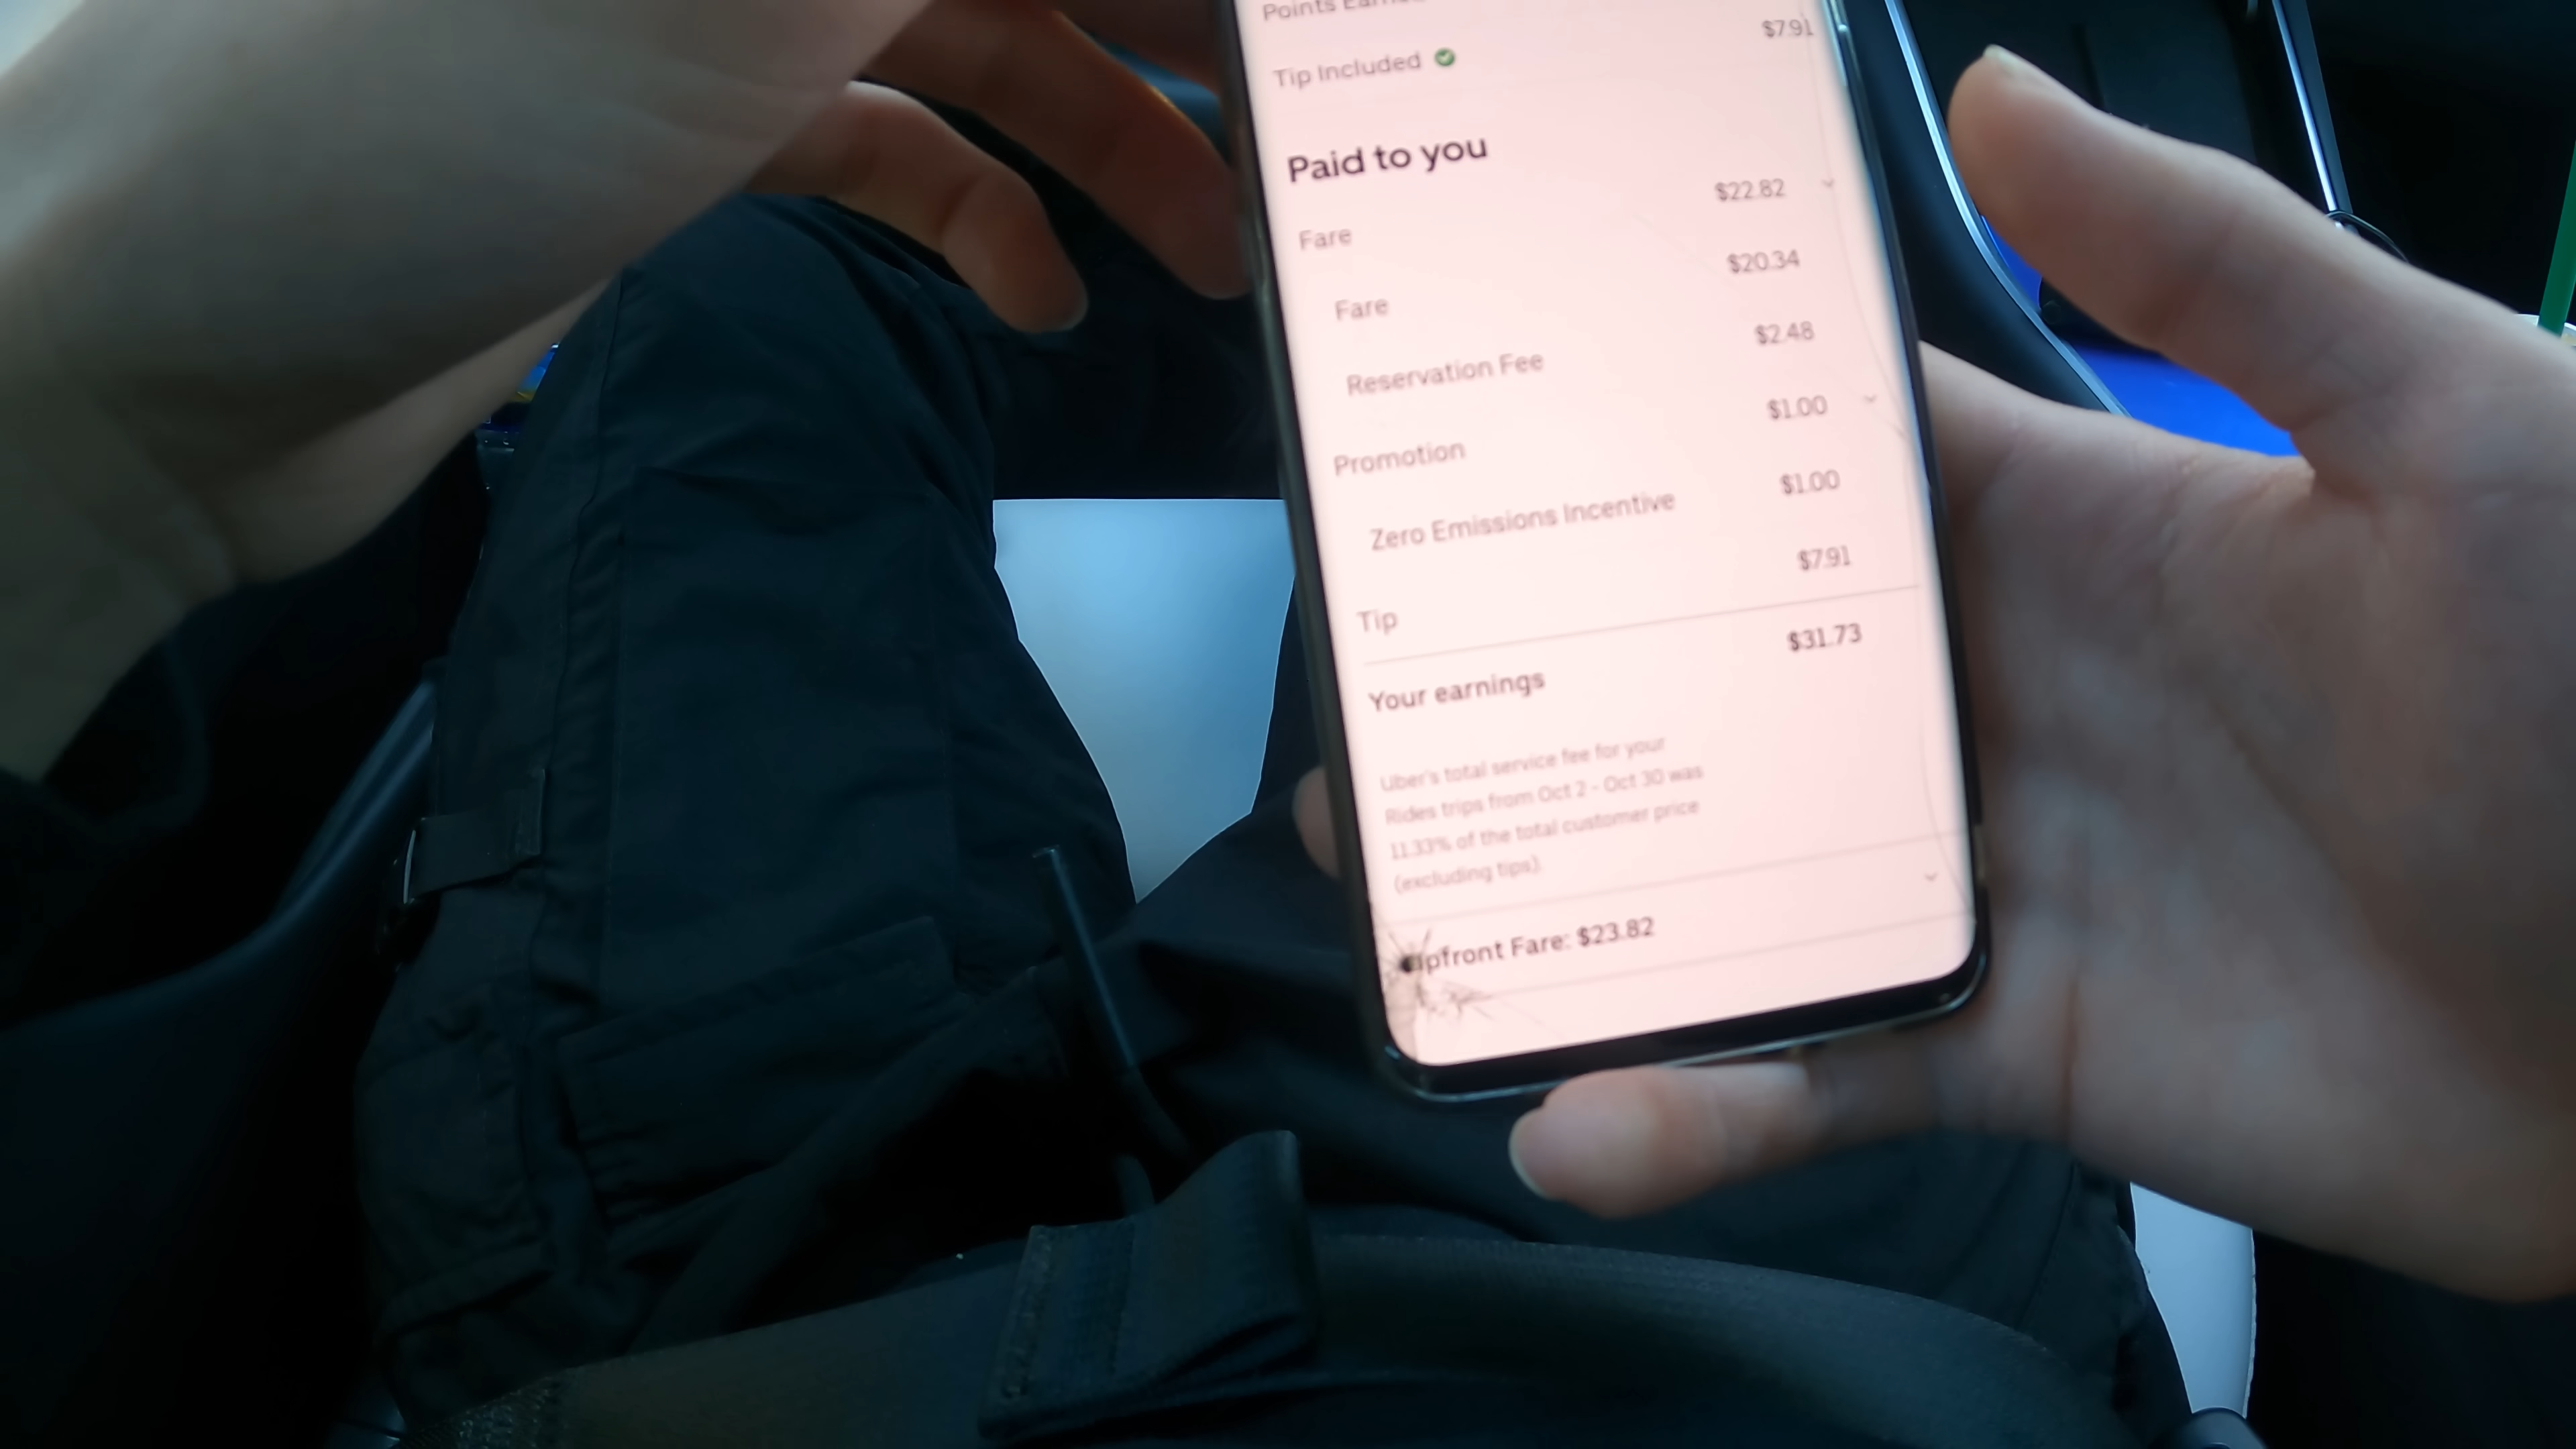 Points
Tip Included $7.91
Paid to you
Fare $22.82
Fare $20.34
Reservation Fee $2.48
Promotion $1.00
Zero Emissions Incentive $1.00
Tip $7.91
Your earnings $31.73
Uber's total service fee for your
Rides trips from Oct 2 - Oct 30 was
11.33% of the total customer price
(excluding tips).
pfront Fare: $23.82